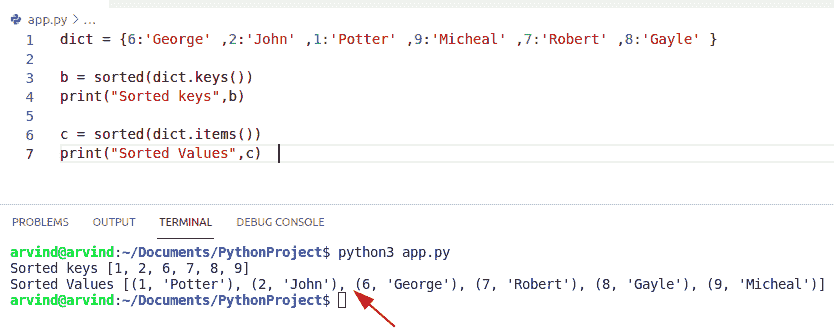 app.py > ...
1 dict = {6:'George' ,2:'John' ,1:'Potter' ,9:'Micheal' ,7:'Robert' ,8:'Gayle' }
2
3 b = sorted(dict.keys())
4 print("Sorted keys",b)
5
6 c = sorted(dict.items())
7 print("Sorted Values",c)
PROBLEMS OUTPUT TERMINAL DEBUG CONSOLE
arvind@arvind:~/Documents/PythonProject$ python3 app.py
Sorted keys [1, 2, 6, 7, 8, 9]
Sorted Values [(1, 'Potter'), (2, 'John'), (6, 'George'), (7, 'Robert'), (8, 'Gayle'), (9, 'Micheal')]
arvind@arvind:~/Documents/PythonProject$